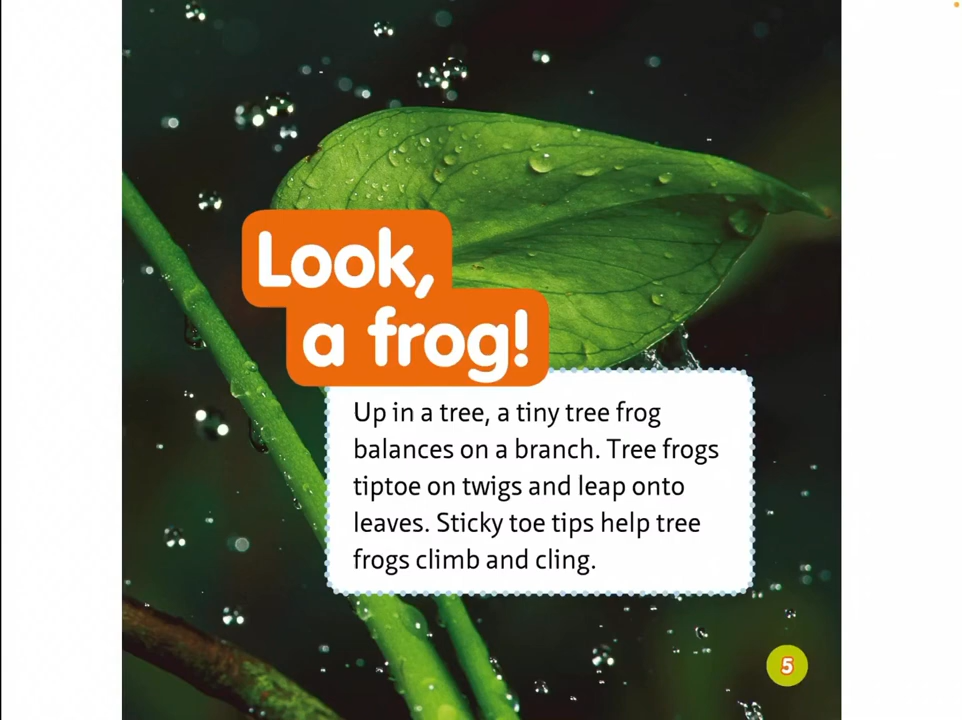 Look,
a frog!
Up in a tree, a tiny tree frog
balances on a branch. Tree frogs
tiptoe on twigs and leap onto
leaves. Sticky toe tips help tree
frogs climb and cling.
5